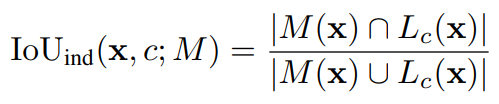 IoU_ind(x, c; M) = |M(x) ∩ L_c(x)| / |M(x) ∪ L_c(x)|